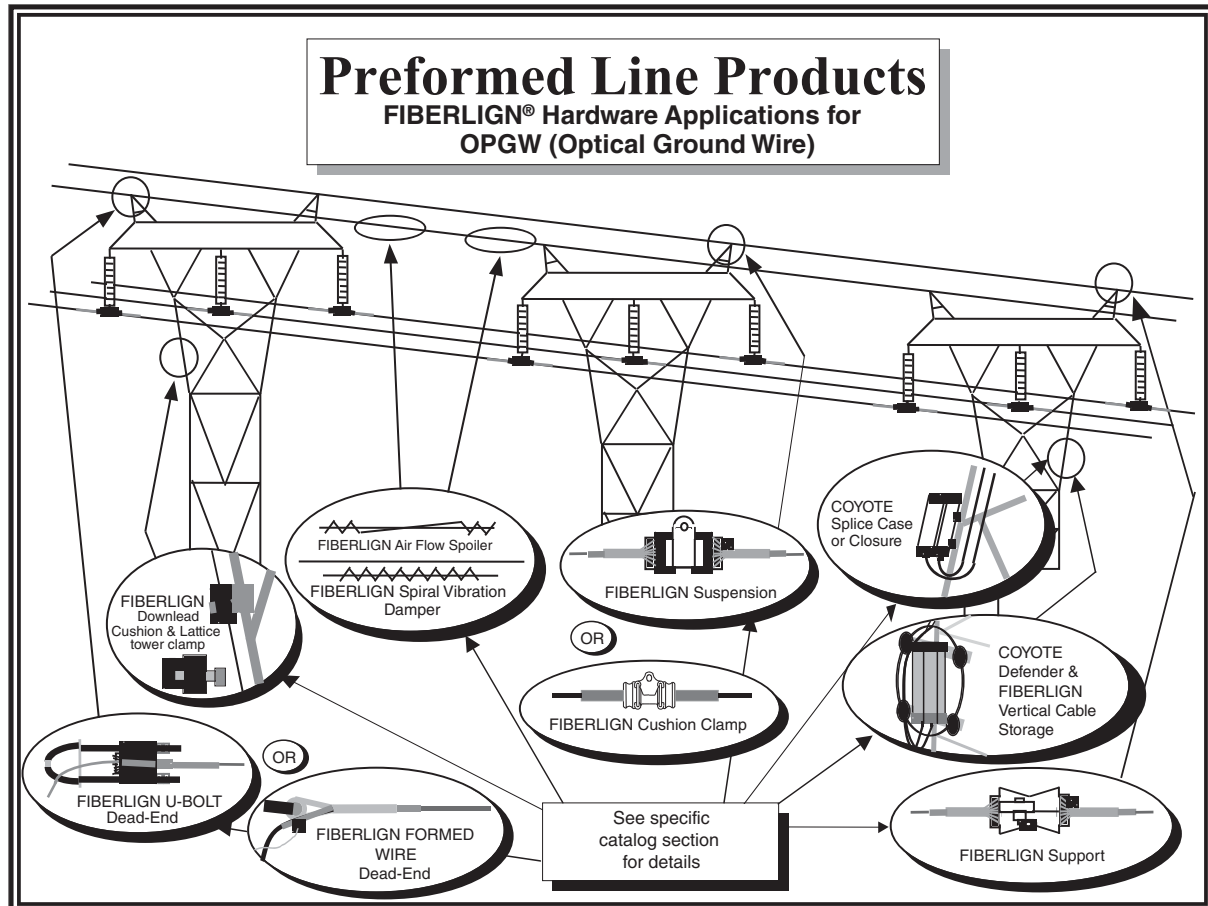 Preformed Line Products
FIBERLIGN® Hardware Applications for
OPGW (Optical Ground Wire)
FIBERLIGN Air Flow Spoiler
FIBERLIGN Spiral Vibration
Damper
FIBERLIGN Suspension
COYOTE
Splice Case
or Closure
FIBERLIGN
Downlead
Cushion & Lattice
tower clamp
OR
FIBERLIGN Cushion Clamp
COYOTE
Defender &
FIBERLIGN
Vertical Cable
Storage
FIBERLIGN U-BOLT
Dead-End
OR
FIBERLIGN FORMED
WIRE
Dead-End
See specific
catalog section
for details
FIBERLIGN Support